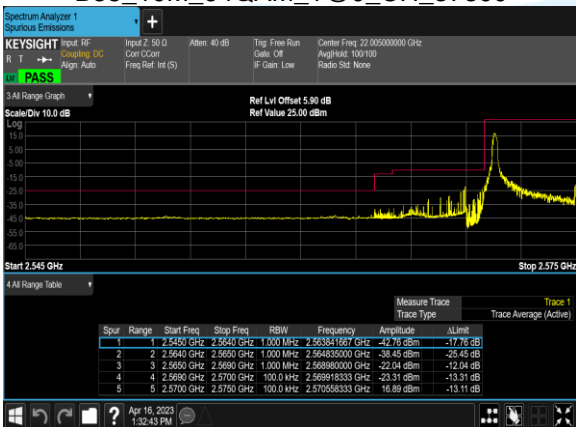 Spectrum Analyzer 1
Spurious Emissions
+
KEYSIGHT Input: RF
R T Coupling: DC
Align: Auto
Input Z: 50 Ω
Corr CCorr
Freq Ref: Int (S)
Atten: 40 dB
Trig: Free Run
Gate: Off
IF Gain: Low
Center Freq: 22.005000000 GHz
Avg|Hold: 100/100
Radio Std: None
PASS
3 All Range Graph
Ref Lvl Offset 5.90 dB
Scale/Div 10.0 dB Ref Value 25.00 dBm
Log
15.0
5.00
-5.00
-15.0
-25.0
-35.0
-45.0
-55.0
-65.0
Start 2.545 GHz Stop 2.575 GHz
4 All Range Table
Measure Trace Trace 1
Trace Type Trace Average (Active)
Spur Range Start Freq Stop Freq RBW Frequency Amplitude ΔLimit
1 1 2.5450 GHz 2.5640 GHz 1.000 MHz 2.563841667 GHz -42.76 dBm -17.76 dB
2 2 2.5640 GHz 2.5650 GHz 1.000 MHz 2.564835000 GHz -38.45 dBm -25.45 dB
3 3 2.5650 GHz 2.5690 GHz 1.000 MHz 2.568980000 GHz -22.04 dBm -12.04 dB
4 4 2.5690 GHz 2.5700 GHz 100.0 kHz 2.569918333 GHz -23.31 dBm -13.31 dB
5 5 2.5700 GHz 2.5750 GHz 100.0 kHz 2.570558333 GHz 16.89 dBm -13.11 dB
? Apr 16, 2023
1:32:43 PM